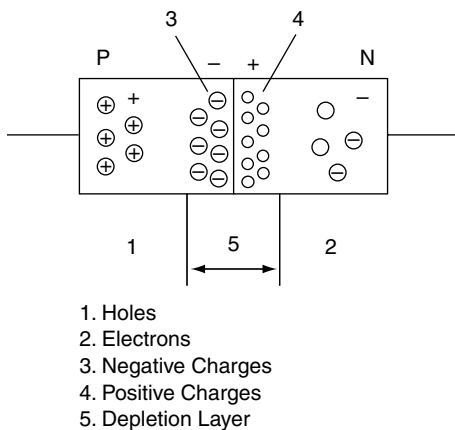 3 4
P – + N
+ –
1 5 2
1. Holes
2. Electrons
3. Negative Charges
4. Positive Charges
5. Depletion Layer